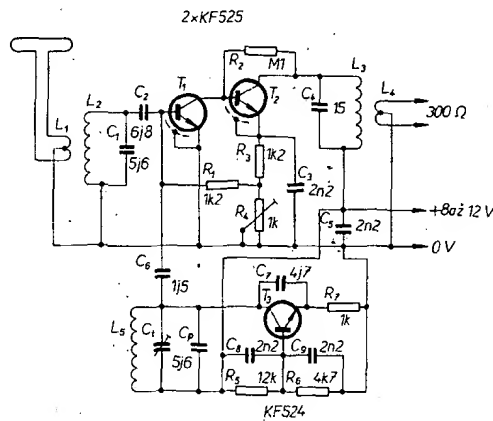 2×KF525
R₂
M1
L₃
L₄
L₁
L₂
C₂
6j8
T₁
T₂
C₄
15
300 Ω
C₁
5j6
R₁
1k2
R₃
1k2
C₃
2n2
R₄
1k
+8až 12 V
C₅
2n2
0 V
C₆
1j5
C₇
4j7
T₃
R₇
1k
L₅
Cₜ
5j6
Cₚ
C₈
2n2
C₉
2n2
R₅
12k
R₆
4k7
KF524